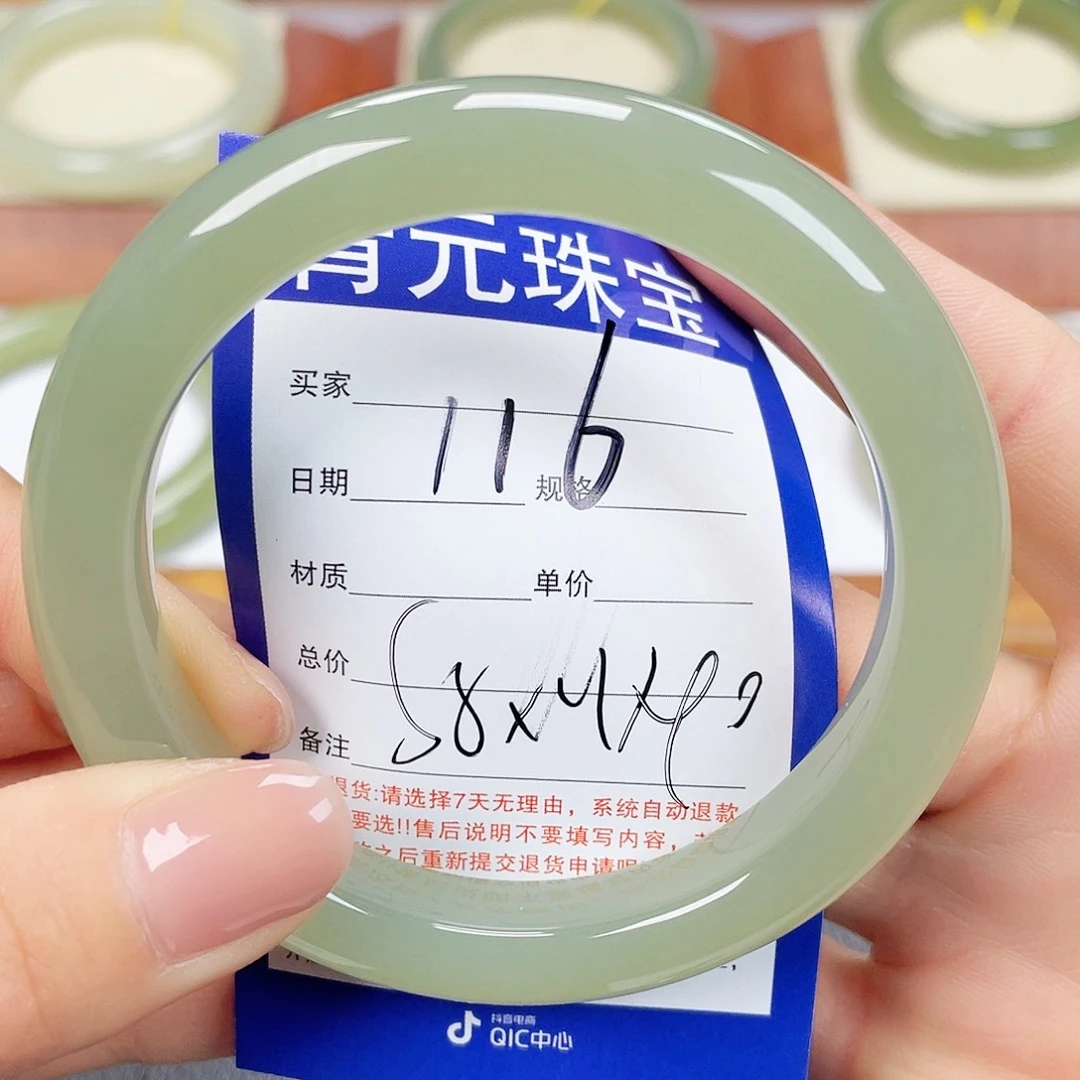 元珠宝
买家
116
日期 规格
材质 单价
总价
58x14x
备注
退货:请选择7天无理由，系统自动退款
要选!!售后说明不要填写内容，
之后重新提交退货申请
抖音电商
QIC中心